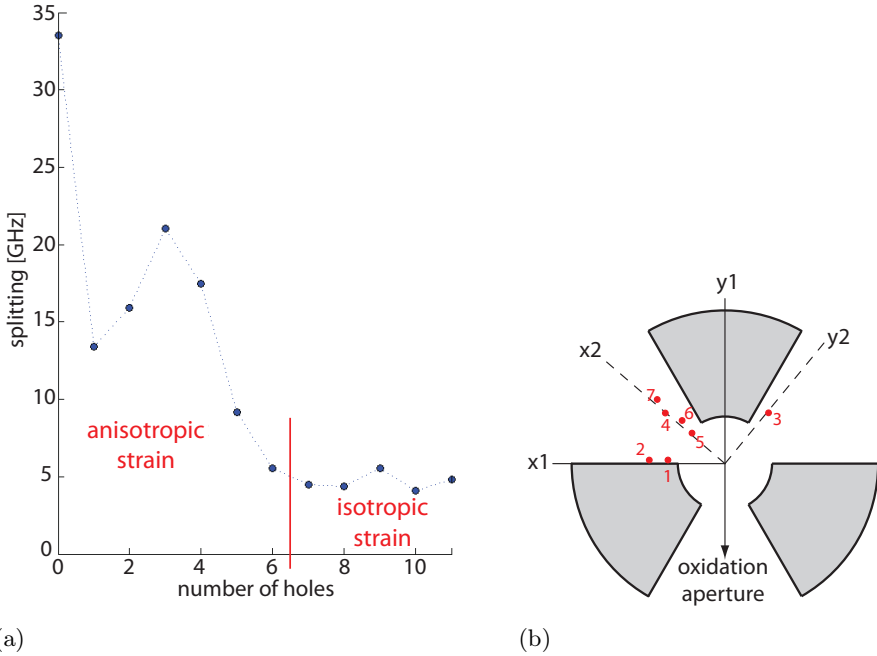 35
30
25
20
15
10
5
0
splitting [GHz]
anisotropic
strain
isotropic
strain
0 2 4 6 8 10
number of holes
y1
x2
y2
7
4
6
5
3
2
1
x1
oxidation
aperture
(b)